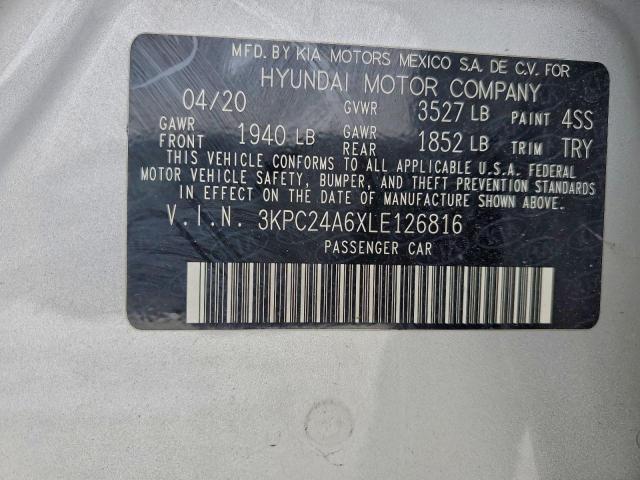 MFD. BY KIA MOTORS MEXICO S.A. DE C.V. FOR
HYUNDAI MOTOR COMPANY
04/20 GVWR 3527 LB PAINT 4SS
GAWR FRONT 1940 LB GAWR REAR 1852 LB TRIM TRY
THIS VEHICLE CONFORMS TO ALL APPLICABLE U.S.A. FEDERAL
MOTOR VEHICLE SAFETY, BUMPER, AND THEFT PREVENTION STANDARDS
IN EFFECT ON THE DATE OF MANUFACTURE SHOWN ABOVE.
V.I.N. 3KPC24A6XLE126816
PASSENGER CAR